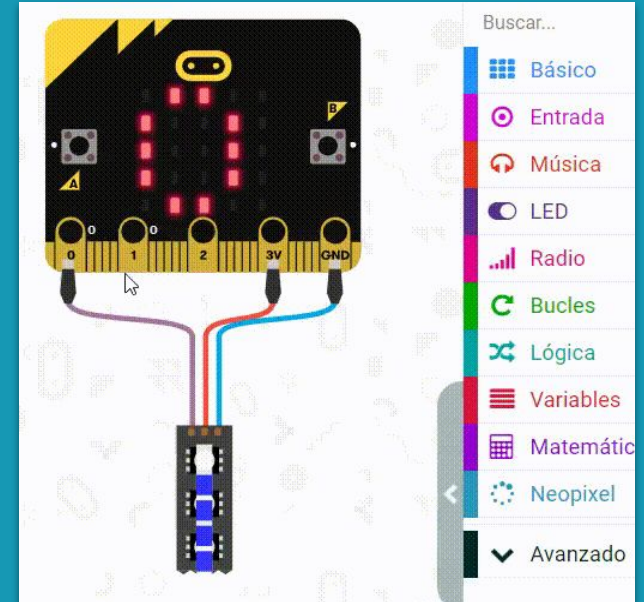 Buscar...
Básico
Entrada
Música
LED
Radio
Bucles
Lógica
Variables
Matemátic
Neopixel
Avanzado
B
A
0
0
0 1 2 3V GND